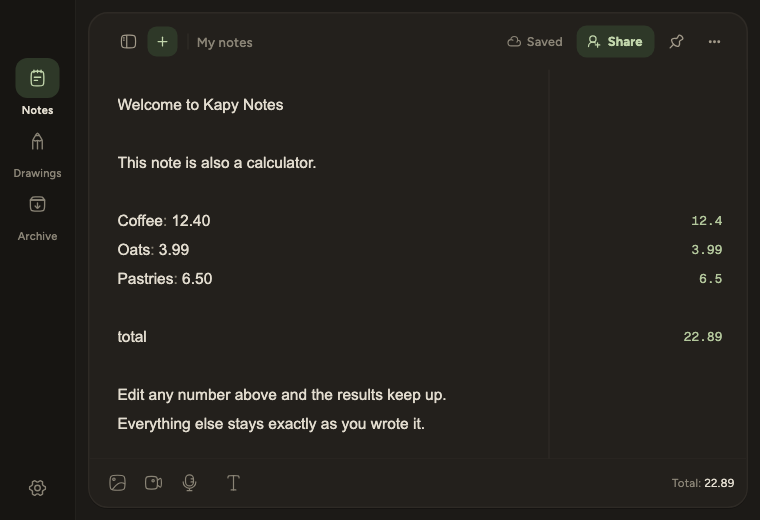 My notes
Saved
Share
Notes
Drawings
Archive
Welcome to Kapy Notes
This note is also a calculator.
Coffee: 12.40 12.4
Oats: 3.99 3.99
Pastries: 6.50 6.5
total 22.89
Edit any number above and the results keep up.
Everything else stays exactly as you wrote it.
Total: 22.89